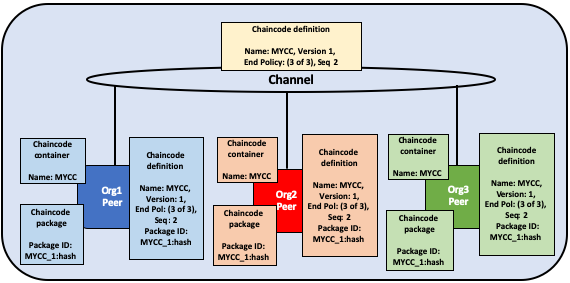 Chaincode definition
Name: MYCC, Version 1,
End Policy: (3 of 3), Seq 2
Channel
Chaincode
container
Name: MYCC
Org1
Peer
Chaincode
package
Package ID:
MYCC_1:hash
Chaincode
definition
Name: MYCC,
Version: 1,
End Pol: (3 of 3),
Seq: 2
Package ID:
MYCC_1:hash
Chaincode
container
Name: MYCC
Org2
Peer
Chaincode
package
Package ID:
MYCC_1:hash
Chaincode
definition
Name: MYCC,
Version: 1,
End Pol: (3 of 3),
Seq: 2
Package ID:
MYCC_1:hash
Chaincode
container
Name: MYCC
Org3
Peer
Chaincode
package
Package ID:
MYCC_1:hash
Chaincode
definition
Name: MYCC,
Version: 1,
End Pol: (3 of 3),
Seq: 2
Package ID:
MYCC_1:hash